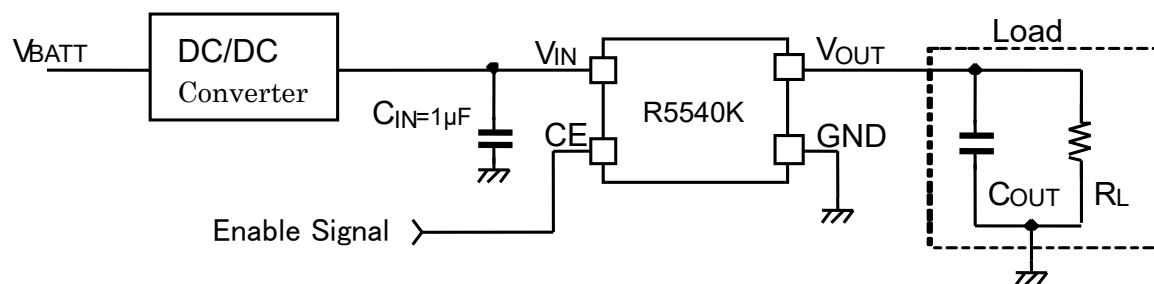 VBATT
DC/DC
Converter
VIN
CIN=1µF
CE
R5540K
VOUT
GND
Enable Signal
Load
COUT
RL